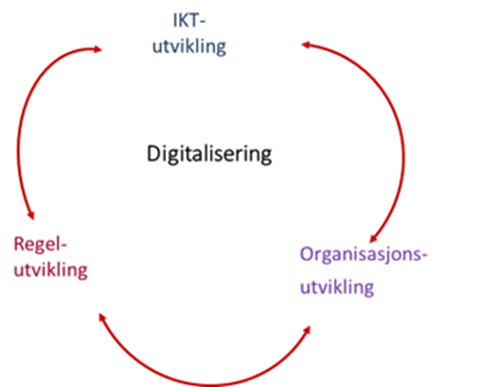 IKT-
utvikling
Digitalisering
Regel-
utvikling
Organisasjons-
utvikling